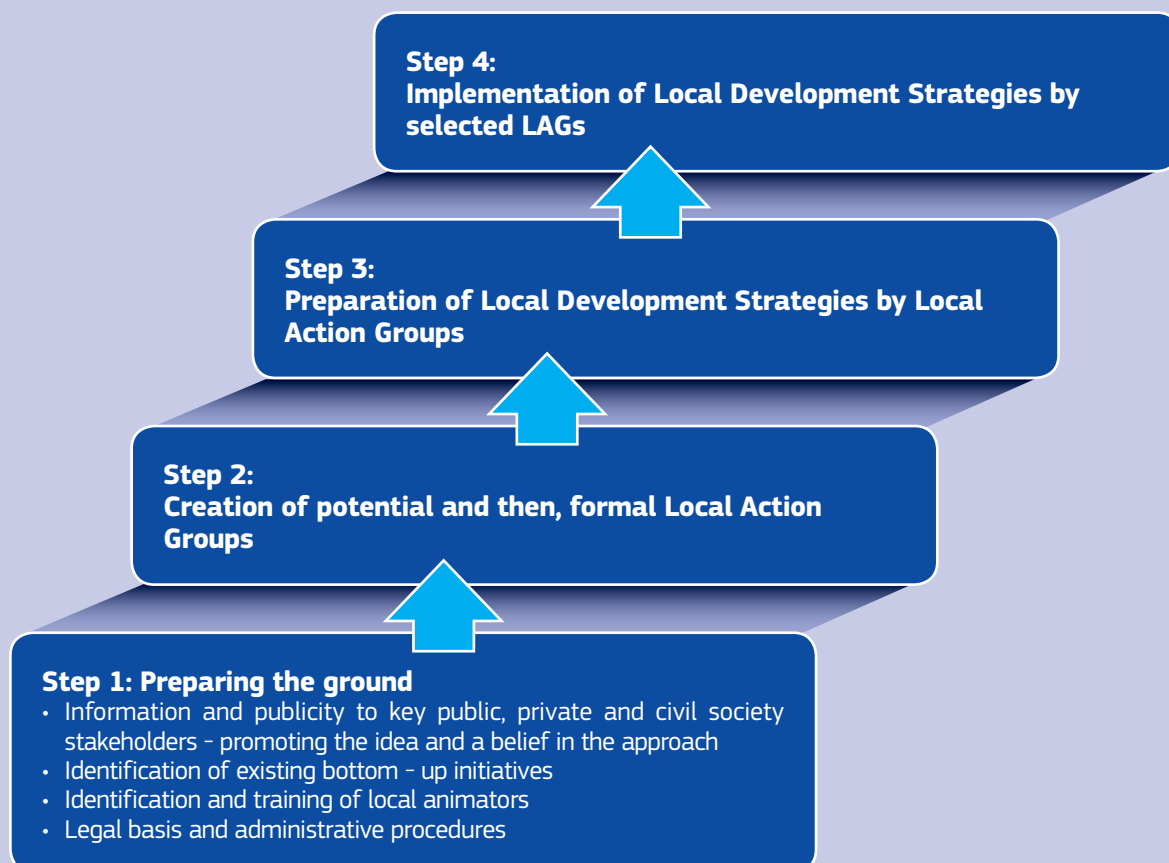 Step 4:
Implementation of Local Development Strategies by
selected LAGs
Step 3:
Preparation of Local Development Strategies by Local
Action Groups
Step 2:
Creation of potential and then, formal Local Action
Groups
Step 1: Preparing the ground
• Information and publicity to key public, private and civil society
stakeholders - promoting the idea and a belief in the approach
• Identification of existing bottom - up initiatives
• Identification and training of local animators
• Legal basis and administrative procedures